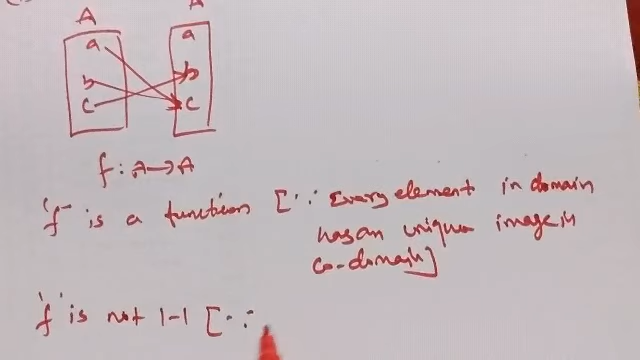 A A
a a
b b
c c
f : A→A
'f' is a function [∵ Every element in domain
has an unique image in
co-domain]
'f' is not 1-1 [∵